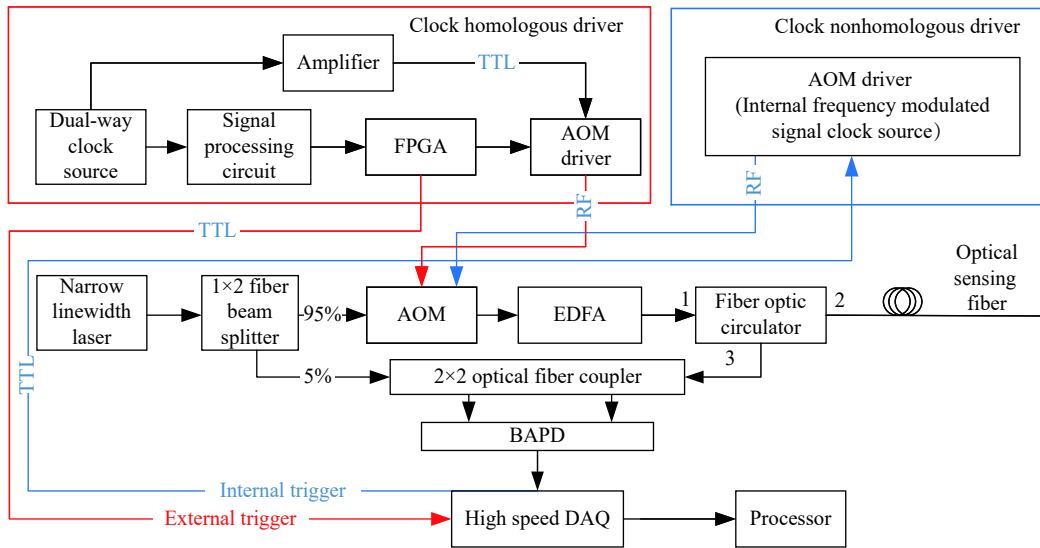 Clock homologous driver
Clock nonhomologous driver
Amplifier
TTL
AOM driver
(Internal frequency modulated
signal clock source)
Dual-way
clock
source
Signal
processing
circuit
FPGA
AOM
driver
RF
RF
TTL
Optical
sensing
fiber
Narrow
linewidth
laser
1×2 fiber
beam
splitter
95%
AOM
EDFA
1
Fiber optic
circulator
2
3
TTL
5%
2×2 optical fiber coupler
BAPD
Internal trigger
External trigger
High speed DAQ
Processor